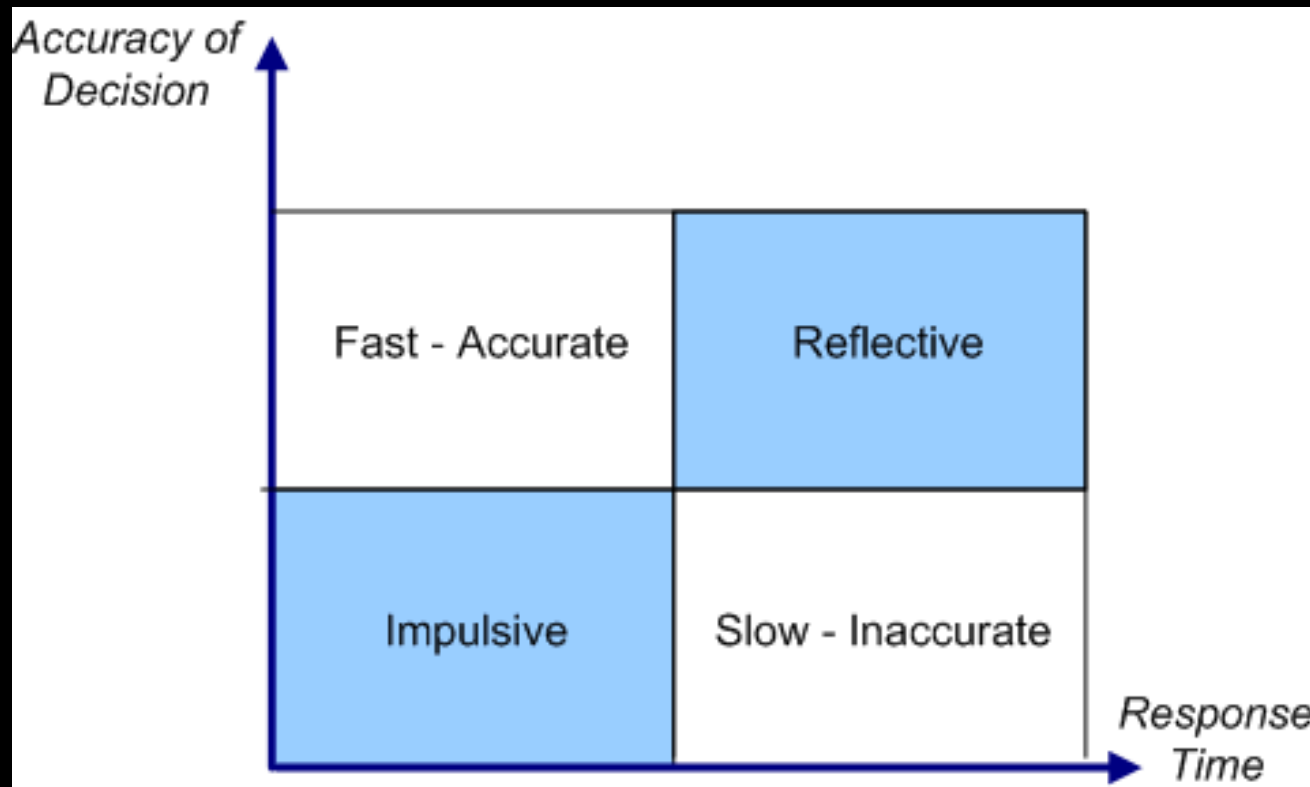 Accuracy of
Decision
Fast - Accurate
Reflective
Impulsive
Slow - Inaccurate
Response
Time